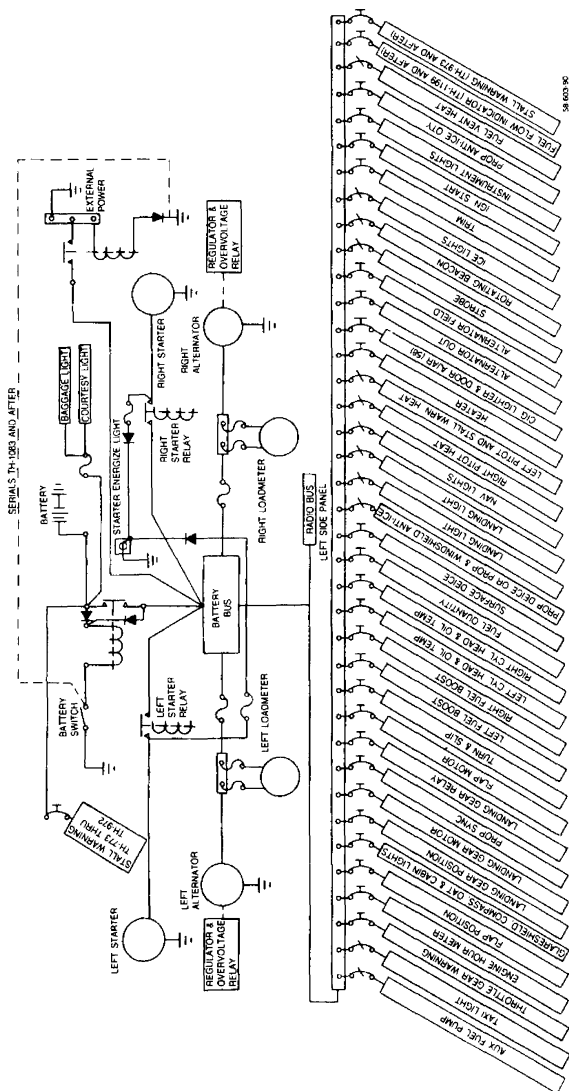 SERIALS TH-1083 AND AFTER
EXTERNAL
POWER
BAGGAGE LIGHT
COURTESY LIGHT
BATTERY
BATTERY
SWITCH
STALL WARNING
TH-773 THRU
TH-972
STARTER ENERGIZE LIGHT
RIGHT STARTER
RIGHT
STARTER
RELAY
LEFT
STARTER
RELAY
LEFT STARTER
REGULATOR &
OVERVOLTAGE
RELAY
RIGHT
ALTERNATOR
RIGHT LOADMETER
BATTERY
BUS
LEFT LOADMETER
LEFT
ALTERNATOR
REGULATOR &
OVERVOLTAGE
RELAY
RADIO BUS
LEFT SIDE PANEL
AUX FUEL PUMP
TAXI LIGHT
THROTTLE GEAR WARNING
ENGINE HOUR METER
FLAP POSITION
GLARESHIELD COMPASS OAT & CABIN LIGHTS
LANDING GEAR POSITION
LANDING GEAR MOTOR
PROP SYNC
LANDING GEAR RELAY
FLAP MOTOR
TURN & SLIP
LEFT FUEL BOOST
RIGHT FUEL BOOST
LEFT CYL HEAD & OIL TEMP
RIGHT CYL HEAD & OIL TEMP
FUEL QUANTITY
SURFACE DEICE
PROP DEICE OR PROP & WINDSHIELD ANTI-ICE
LANDING LIGHT
LANDING LIGHT
NAV LIGHTS
RIGHT PITOT HEAT
LEFT PITOT AND STALL WARN HEAT
HEATER
CIG LIGHTER & DOOR AJAR (58)
ALTERNATOR OUT
ALTERNATOR FIELD
STROBE
ROTATING BEACON
ICE LIGHTS
TRIM
IGN START
INSTRUMENT LIGHTS
PROP ANTI-ICE QTY
FUEL VENT HEAT
FUEL FLOW INDICATOR (TH-1199 AND AFTER)
STALL WARNING (TH-973 AND AFTER)
58-603-90